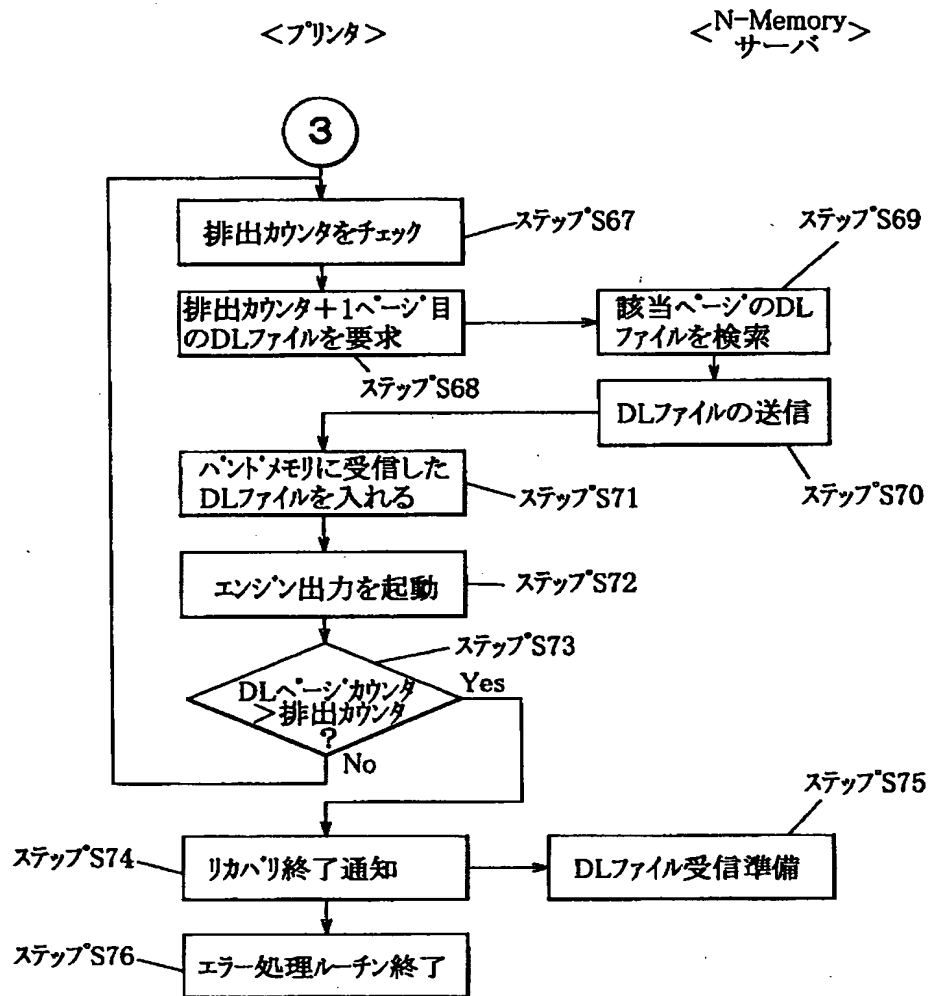 <プリンタ>
<N-Memory
サーバ>
3
排出カウンタをチェック
ステップS67
ステップS69
排出カウンタ+1ページ目
のDLファイルを要求
該当ページのDL
ファイルを検索
ステップS68
DLファイルの送信
バンドメモリに受信した
DLファイルを入れる
ステップS71
ステップS70
エンジン出力を起動
ステップS72
ステップS73
DLページカウンタ
>排出カウンタ
?
Yes
No
ステップS75
ステップS74
リカバリ終了通知
DLファイル受信準備
ステップS76
エラー処理ルーチン終了